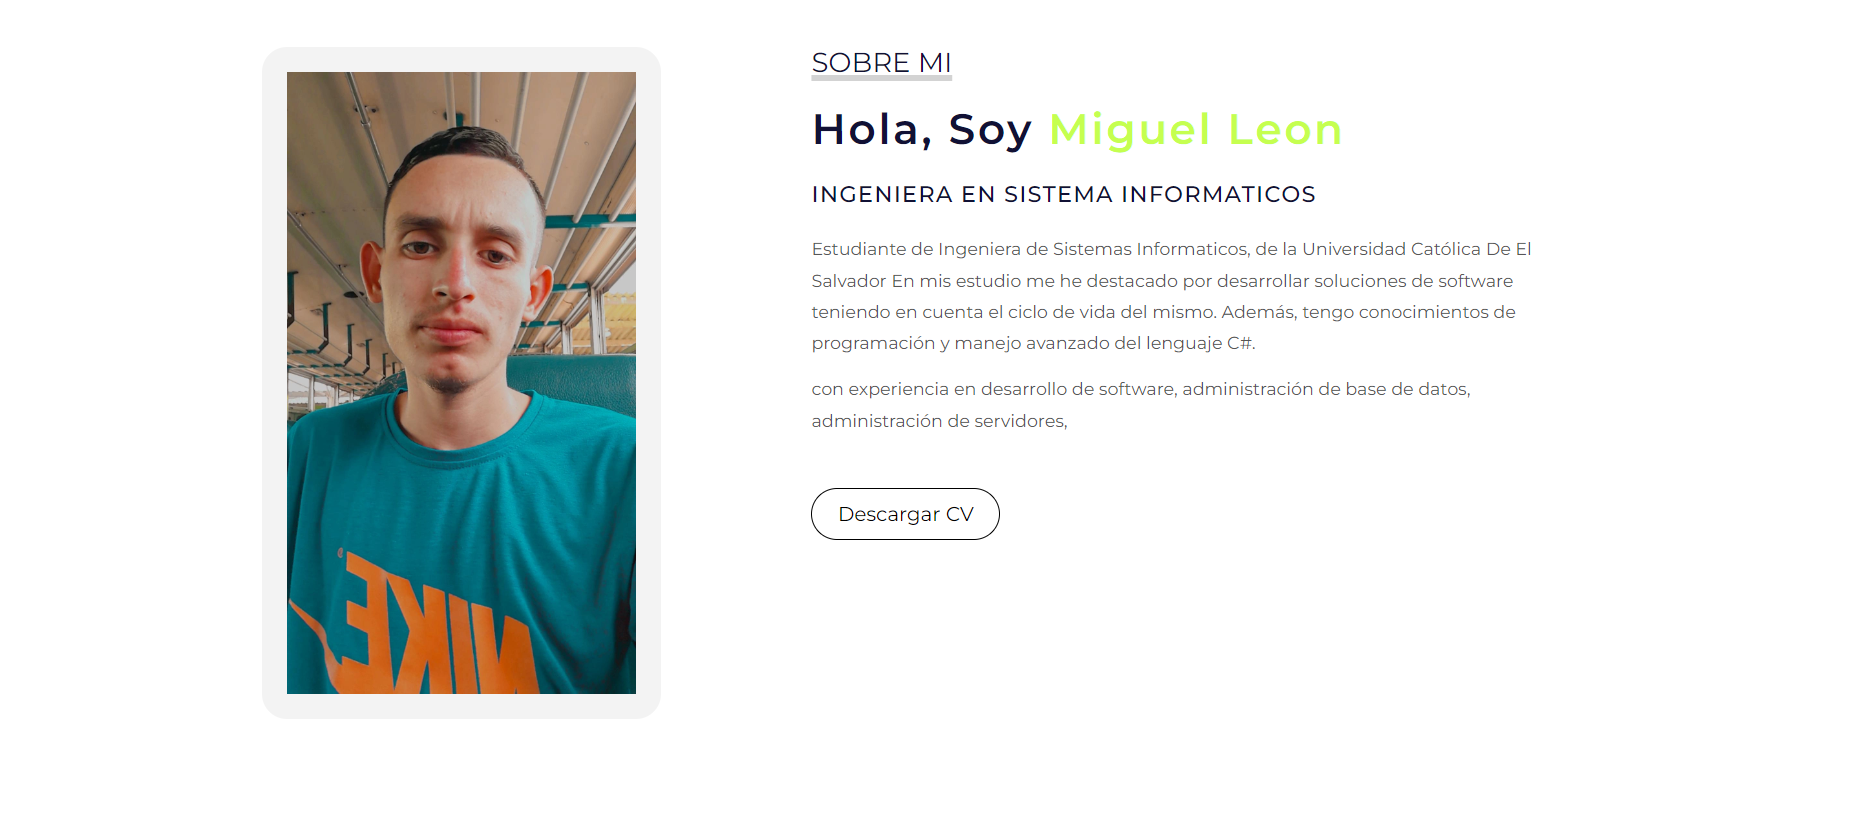 SOBRE MI
Hola, Soy Miguel Leon
INGENIERA EN SISTEMA INFORMATICOS
Estudiante de Ingeniera de Sistemas Informaticos, de la Universidad Católica De El
Salvador En mis estudio me he destacado por desarrollar soluciones de software
teniendo en cuenta el ciclo de vida del mismo. Además, tengo conocimientos de
programación y manejo avanzado del lenguaje C#.
con experiencia en desarrollo de software, administración de base de datos,
administración de servidores,
Descargar CV
NIKE